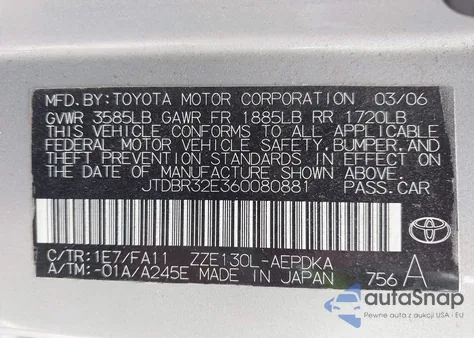 MFD. BY: TOYOTA MOTOR CORPORATION 03/06
GVWR 3585LB GAWR FR 1885LB RR 1720LB
THIS VEHICLE CONFORMS TO ALL APPLICABLE
FEDERAL MOTOR VEHICLE SAFETY,BUMPER,AND
THEFT PREVENTION STANDARDS IN EFFECT ON
THE DATE OF MANUFACTURE SHOWN ABOVE.
JTDBR32E360080881 PASS.CAR
TOYOTA
C/TR:1E7/FA11 ZZE130L-AEPDKA
A/TM:-01A/A245E MADE IN JAPAN 756 A
autoSnap
Pewne auta z aukcji USA i EU